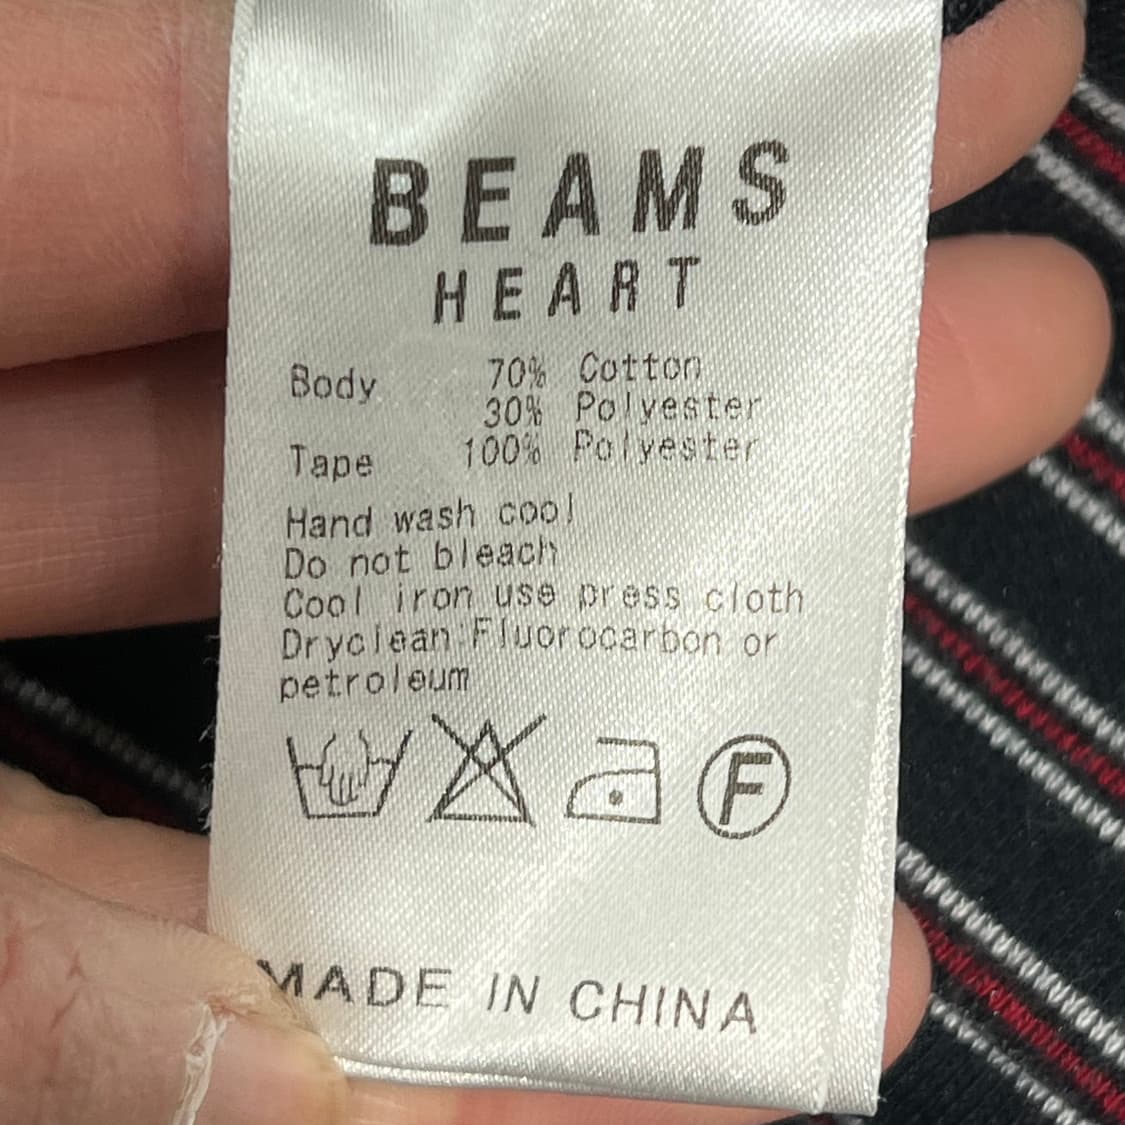 BEAMS
HEART
Body 70% Cotton
30% Polyester
Tape 100% Polyester
Hand wash cool
Do not bleach
Cool iron use press cloth
Dryclean:Fluorocarbon or
petroleum
F
MADE IN CHINA